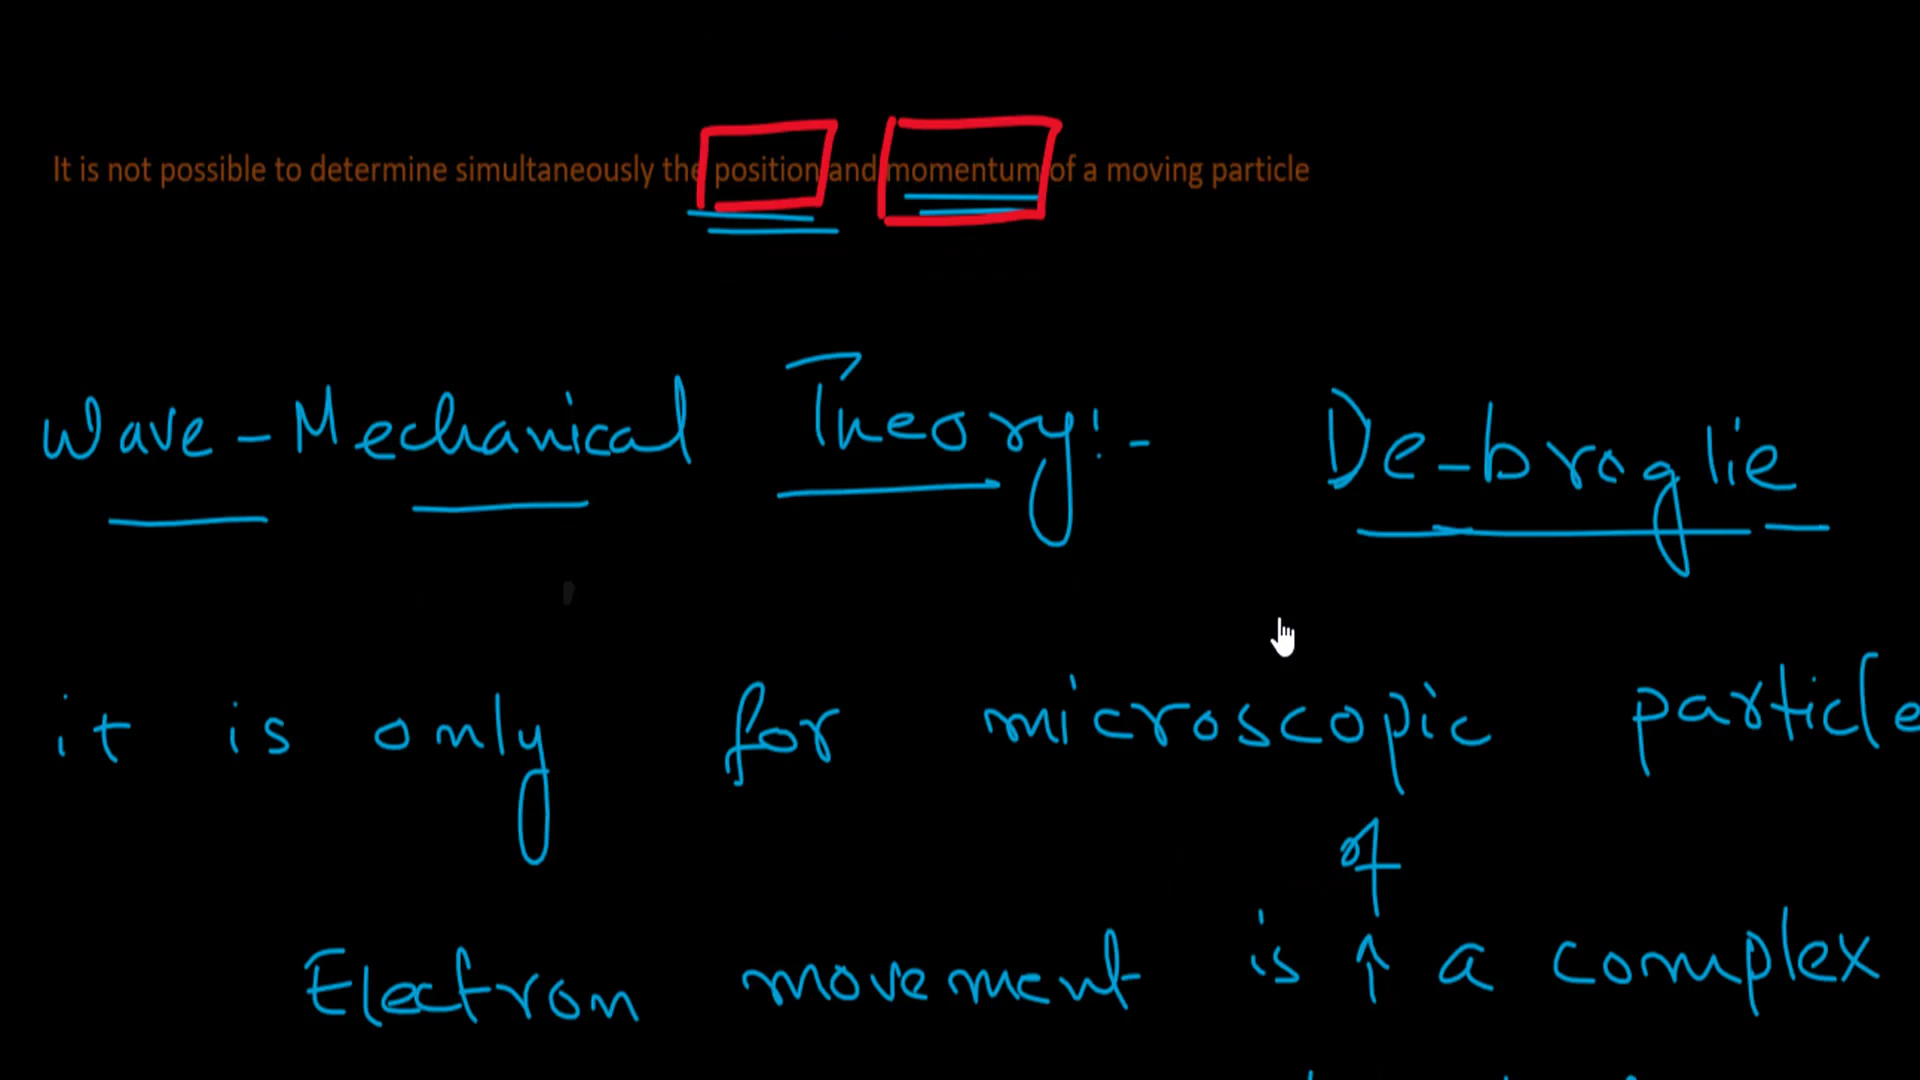 It is not possible to determine simultaneously the position and momentum of a moving particle
Wave-Mechanical Theory:- De-broglie
it is only for microscopic particle
of
Electron movement is ↑ a complex